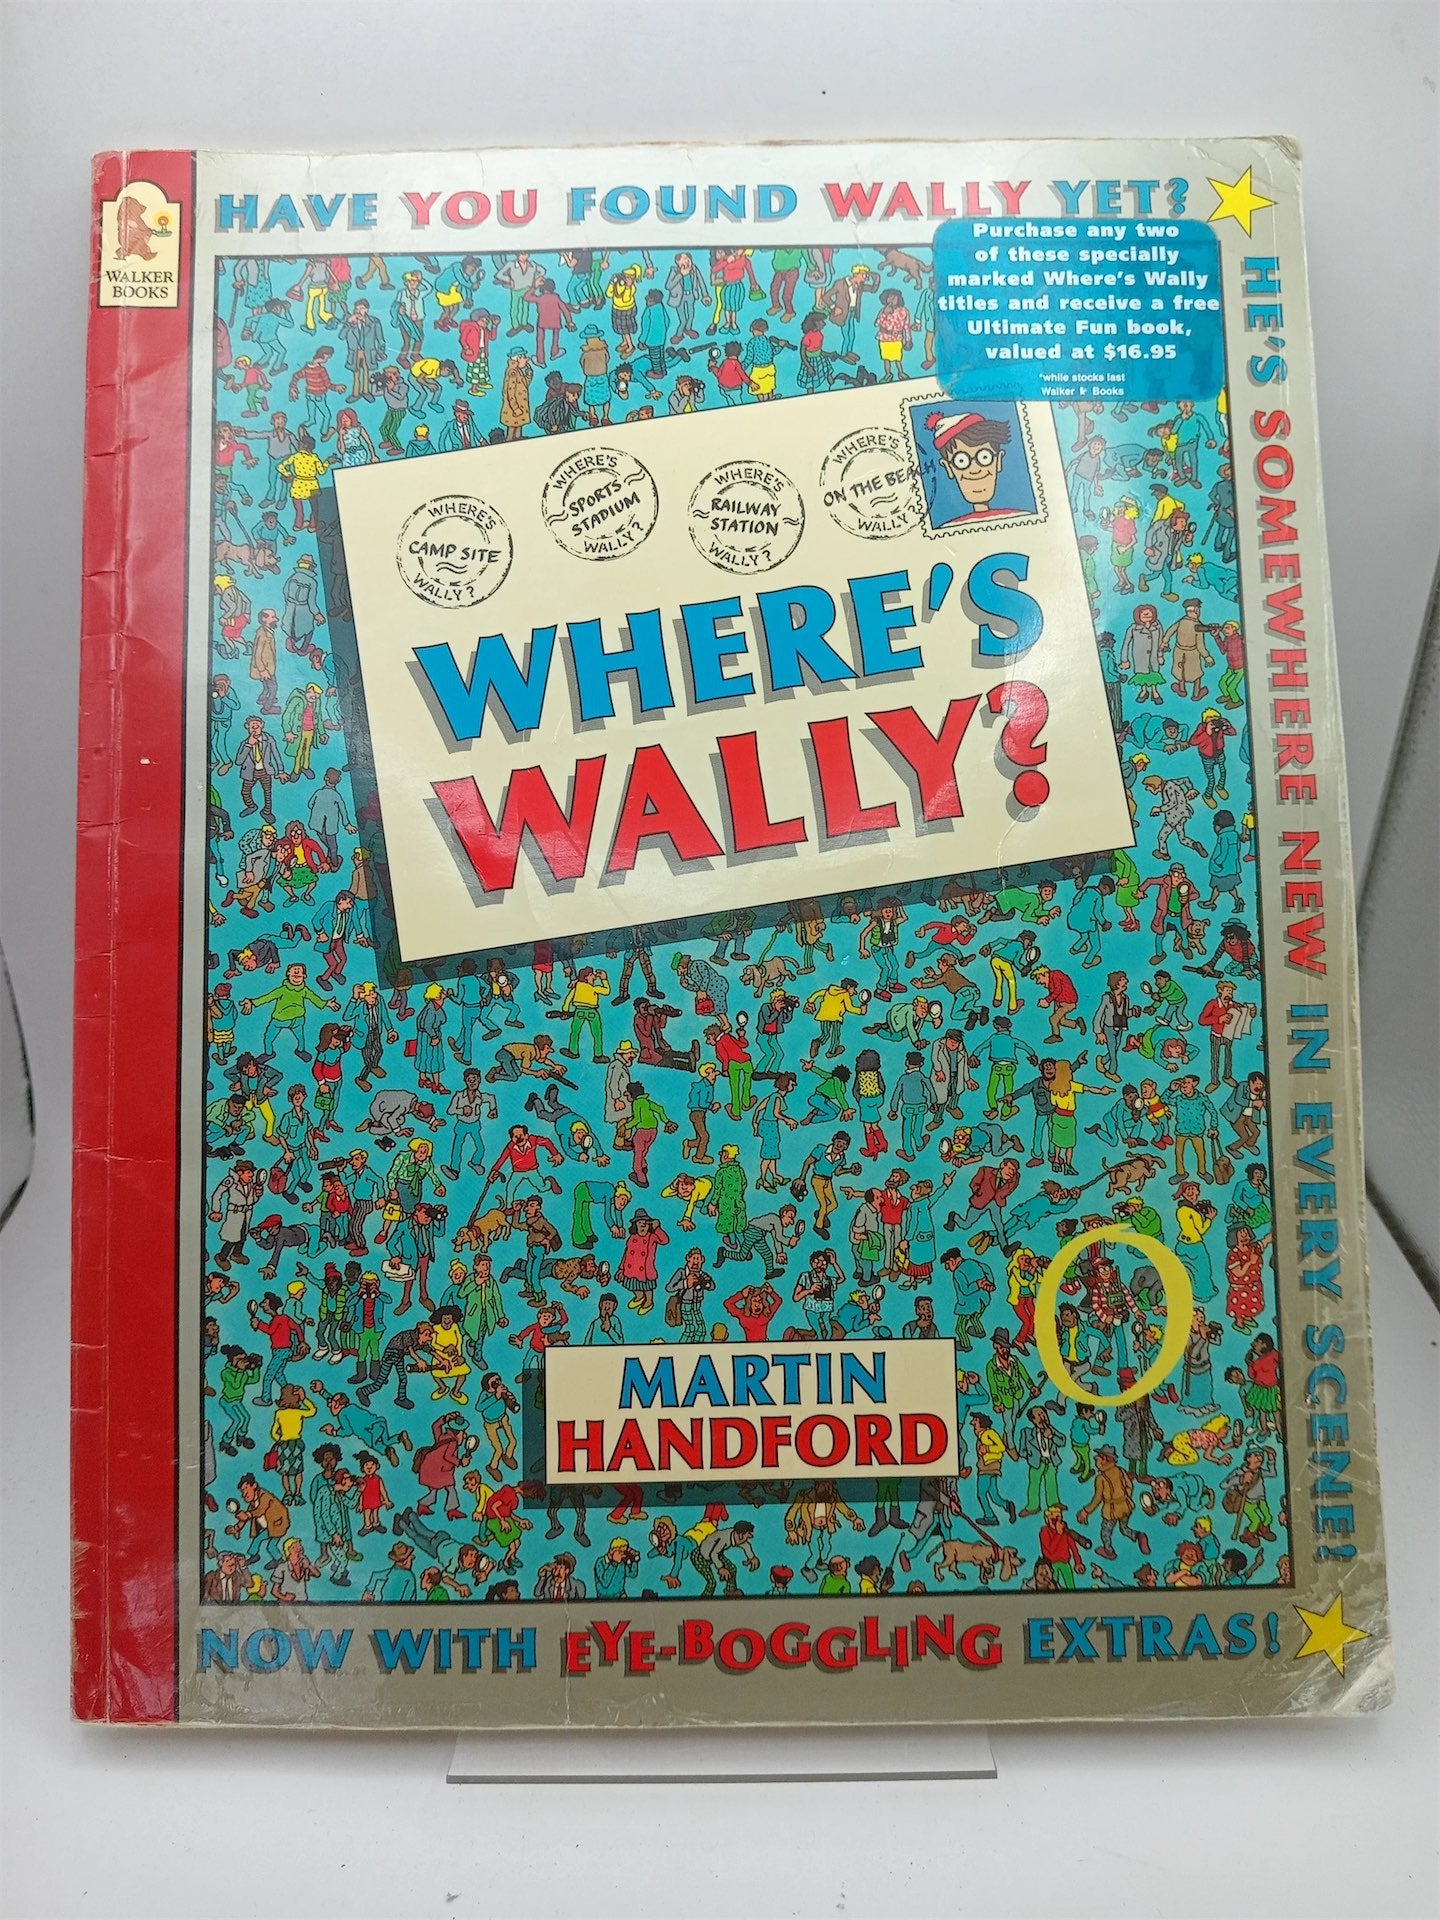 HAVE YOU FOUND WALLY YET?
WALKER
BOOKS
Purchase any two
of these specially
marked Where's Wally
titles and receive a free
Ultimate Fun book,
valued at $16.95
*while stocks last
Walker Books
HE'S SOMEWHERE NEW IN EVERY SCENE!
WHERE'S
CAMP SITE
WALLY?
WHERE'S
SPORTS
STADIUM
WALLY?
WHERE'S
RAILWAY
STATION
WALLY?
WHERE'S
ON THE BEACH
WALLY?
WHERE'S
WALLY?
MARTIN
HANDFORD
NOW WITH EYE-BOGGLING EXTRAS!